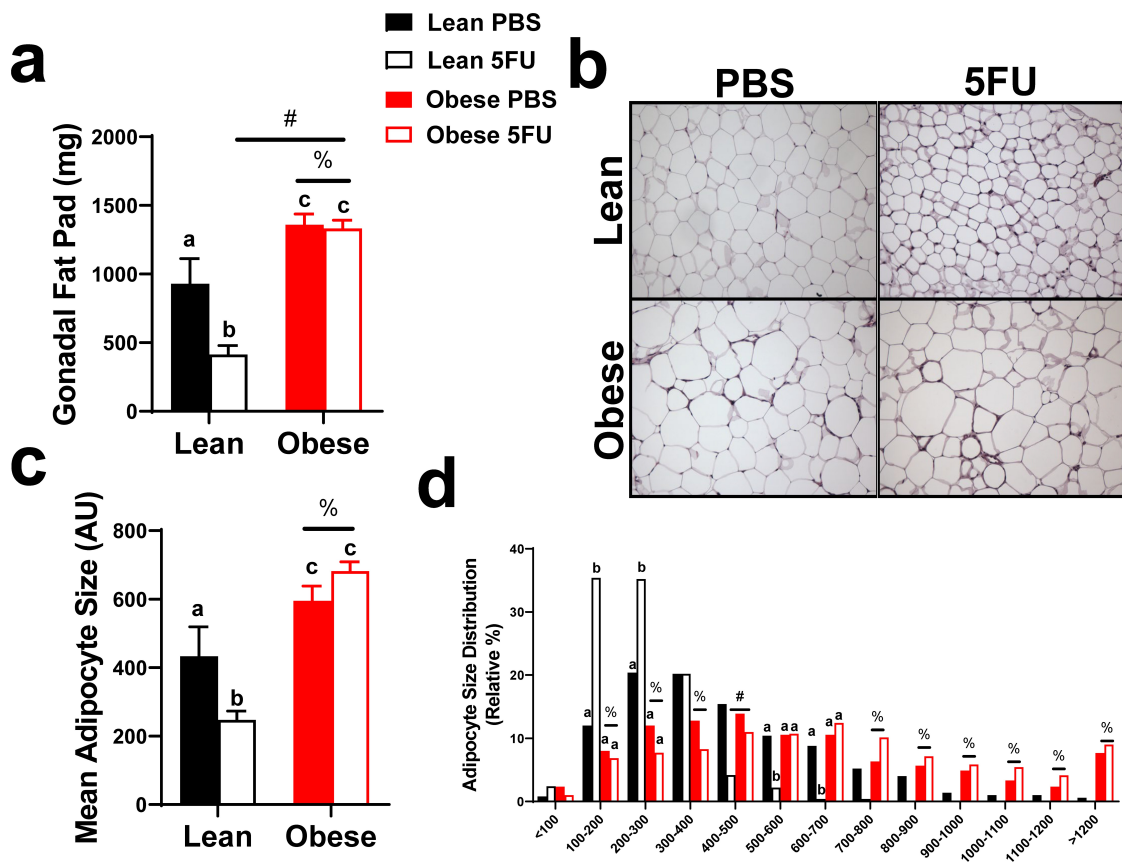 a
Lean PBS
Lean 5FU
Obese PBS
Obese 5FU
Gonadal Fat Pad (mg)
2000
1500
1000
500
0
#
%
a
b
c
c
Lean
Obese
b
PBS
5FU
Lean
Obese
c
Mean Adipocyte Size (AU)
800
600
400
200
0
%
a
b
c
c
Lean
Obese
d
Adipocyte Size Distribution
(Relative %)
40
30
20
10
0
a
b
%
a
a
a
b
%
a
%
#
a
b
a
a
a
b
a
a
%
%
%
%
%
%
<100
100-200
200-300
300-400
400-500
500-600
600-700
700-800
800-900
900-1000
1000-1100
1100-1200
>1200